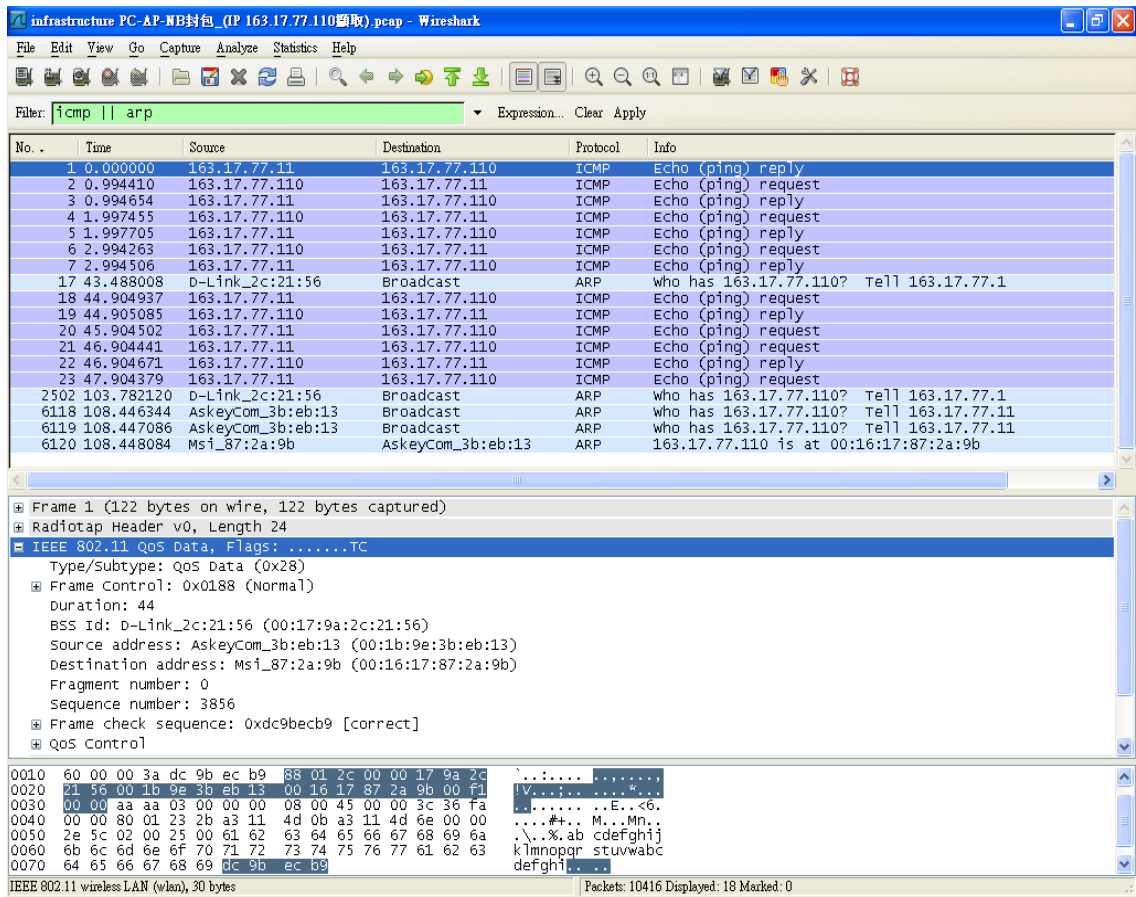 infrastructure PC-AP-NB封包_(IP 163.17.77.110擷取).pcap - Wireshark
File Edit View Go Capture Analyze Statistics Help
Filter: icmp || arp Expression... Clear Apply
No. . Time Source Destination Protocol Info
1 0.000000 163.17.77.11 163.17.77.110 ICMP Echo (ping) reply
2 0.994410 163.17.77.110 163.17.77.11 ICMP Echo (ping) request
3 0.994654 163.17.77.11 163.17.77.110 ICMP Echo (ping) reply
4 1.997455 163.17.77.110 163.17.77.11 ICMP Echo (ping) request
5 1.997705 163.17.77.11 163.17.77.110 ICMP Echo (ping) reply
6 2.994263 163.17.77.110 163.17.77.11 ICMP Echo (ping) request
7 2.994506 163.17.77.11 163.17.77.110 ICMP Echo (ping) reply
17 43.488008 D-Link_2c:21:56 Broadcast ARP Who has 163.17.77.110? Tell 163.17.77.1
18 44.904937 163.17.77.11 163.17.77.110 ICMP Echo (ping) request
19 44.905085 163.17.77.110 163.17.77.11 ICMP Echo (ping) reply
20 45.904502 163.17.77.11 163.17.77.110 ICMP Echo (ping) request
21 46.904441 163.17.77.11 163.17.77.110 ICMP Echo (ping) request
22 46.904671 163.17.77.110 163.17.77.11 ICMP Echo (ping) reply
23 47.904379 163.17.77.11 163.17.77.110 ICMP Echo (ping) request
2502 103.782120 D-Link_2c:21:56 Broadcast ARP Who has 163.17.77.110? Tell 163.17.77.1
6118 108.446344 AskeyCom_3b:eb:13 Broadcast ARP Who has 163.17.77.110? Tell 163.17.77.11
6119 108.447086 AskeyCom_3b:eb:13 Broadcast ARP Who has 163.17.77.110? Tell 163.17.77.11
6120 108.448084 Msi_87:2a:9b AskeyCom_3b:eb:13 ARP 163.17.77.110 is at 00:16:17:87:2a:9b
Frame 1 (122 bytes on wire, 122 bytes captured)
Radiotap Header v0, Length 24
IEEE 802.11 QoS Data, Flags: .......TC
Type/Subtype: QoS Data (0x28)
Frame Control: 0x0188 (Normal)
Duration: 44
BSS Id: D-Link_2c:21:56 (00:17:9a:2c:21:56)
Source address: AskeyCom_3b:eb:13 (00:1b:9e:3b:eb:13)
Destination address: Msi_87:2a:9b (00:16:17:87:2a:9b)
Fragment number: 0
Sequence number: 3856
Frame check sequence: 0xdc9becb9 [correct]
QoS Control
0010 60 00 00 3a dc 9b ec b9 88 01 2c 00 00 17 9a 2c `..:.... ..,....,
0020 21 56 00 1b 9e 3b eb 13 00 16 17 87 2a 9b 00 f1 !V...;.. ....*...
0030 00 00 aa aa 03 00 00 00 08 00 45 00 00 3c 36 fa ........ ..E..<6.
0040 00 00 80 01 23 2b a3 11 4d 0b a3 11 4d 6e 00 00 ....#+.. M...Mn..
0050 2e 5c 02 00 25 00 61 62 63 64 65 66 67 68 69 6a .\..%.ab cdefghij
0060 6b 6c 6d 6e 6f 70 71 72 73 74 75 76 77 61 62 63 klmnopqr stuvwabc
0070 64 65 66 67 68 69 dc 9b ec b9 defghi.. ..
IEEE 802.11 wireless LAN (wlan), 30 bytes Packets: 10416 Displayed: 18 Marked: 0